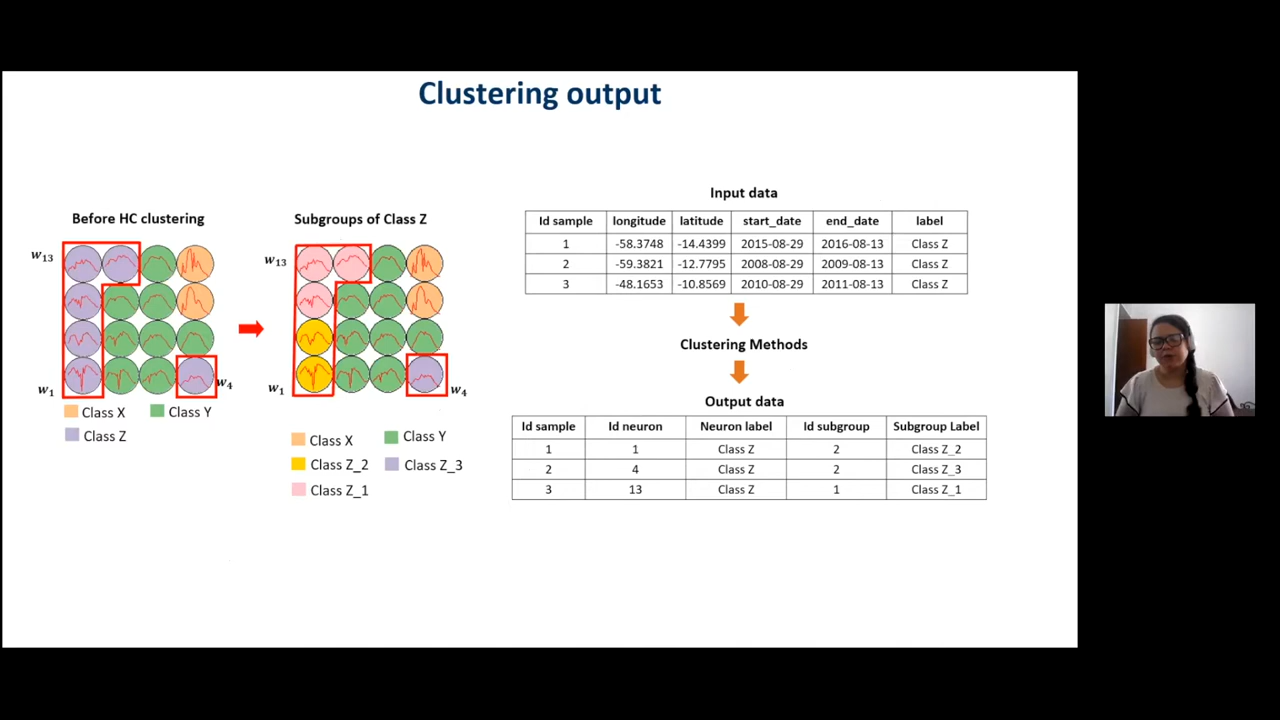 Clustering output
Before HC clustering
w13
w1
w4
Class X
Class Y
Class Z
Subgroups of Class Z
w13
w1
w4
Class X
Class Y
Class Z_2
Class Z_3
Class Z_1
Input data
Id sample longitude latitude start_date end_date label
1 -58.3748 -14.4399 2015-08-29 2016-08-13 Class Z
2 -59.3821 -12.7795 2008-08-29 2009-08-13 Class Z
3 -48.1653 -10.8569 2010-08-29 2011-08-13 Class Z
Clustering Methods
Output data
Id sample Id neuron Neuron label Id subgroup Subgroup Label
1 1 Class Z 2 Class Z_2
2 4 Class Z 2 Class Z_3
3 13 Class Z 1 Class Z_1